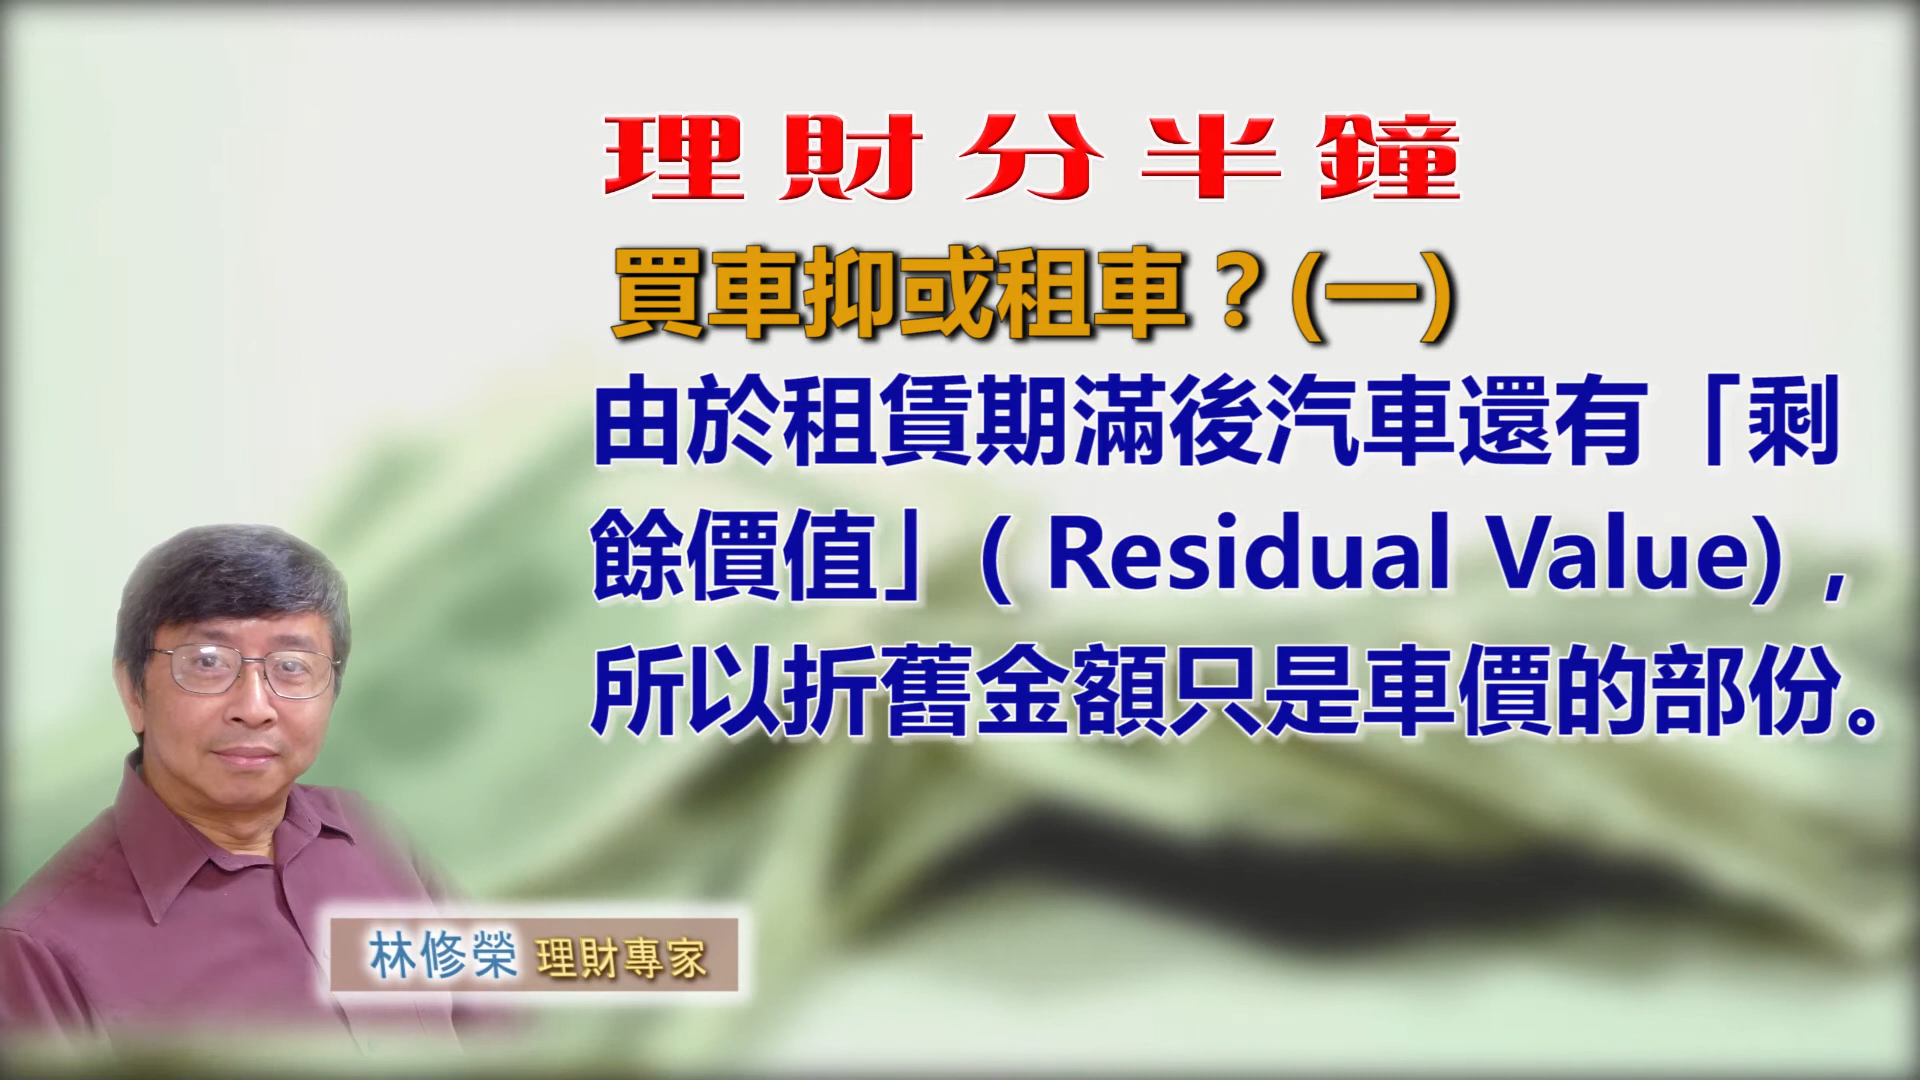 理財分半鐘
買車抑或租車？(一)
由於租賃期滿後汽車還有「剩
餘價值」( Residual Value) ,
所以折舊金額只是車價的部份。
林修榮 理財專家